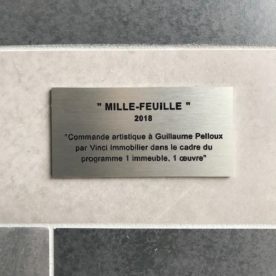 " MILLE-FEUILLE "
2018
"Commande artistique à Guillaume Pelloux
par Vinci Immobilier dans le cadre du
programme 1 immeuble, 1 œuvre"